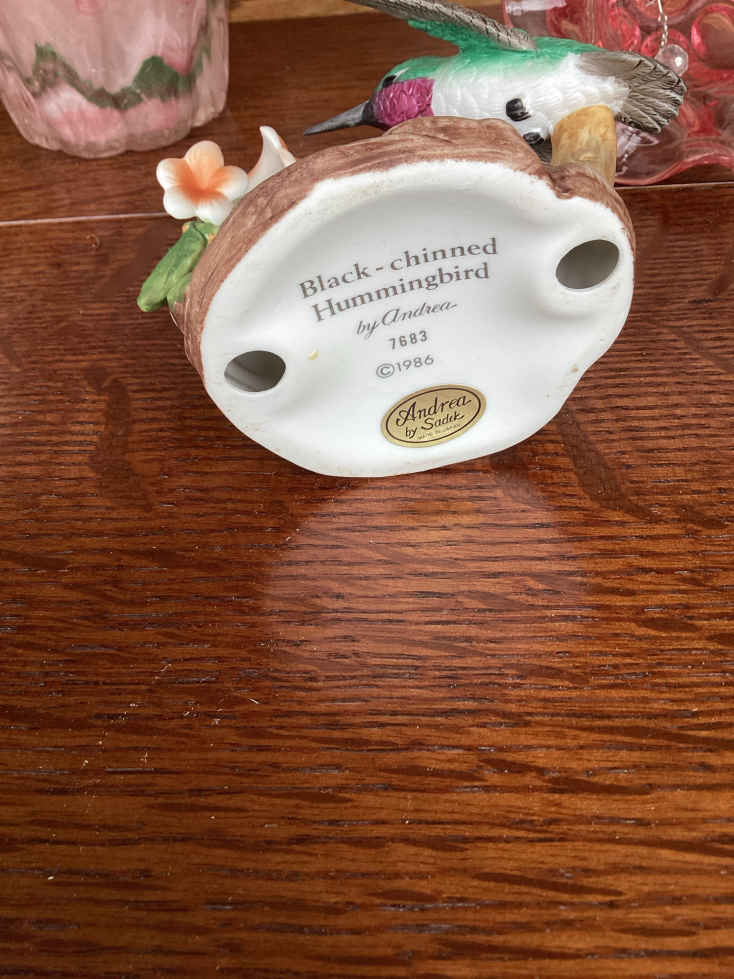 Black-chinned
Hummingbird
by Andrea
7683
©1986
Andrea
by Sadek